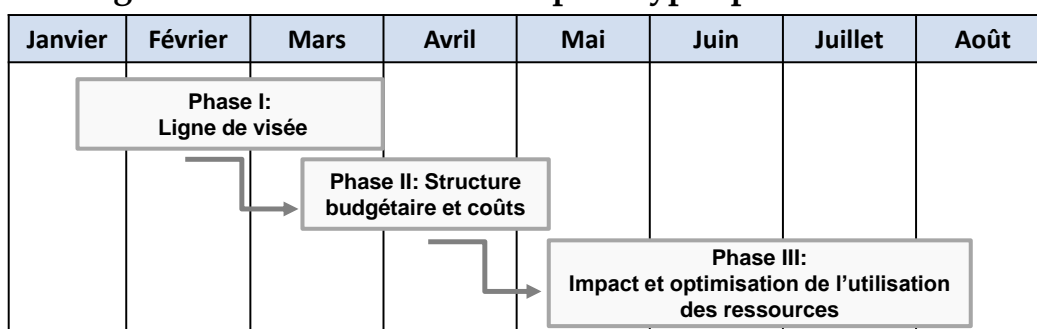 Janvier Février Mars Avril Mai Juin Juillet Août
Phase I:
Ligne de visée
Phase II: Structure
budgétaire et coûts
Phase III:
Impact et optimisation de l’utilisation
des ressources